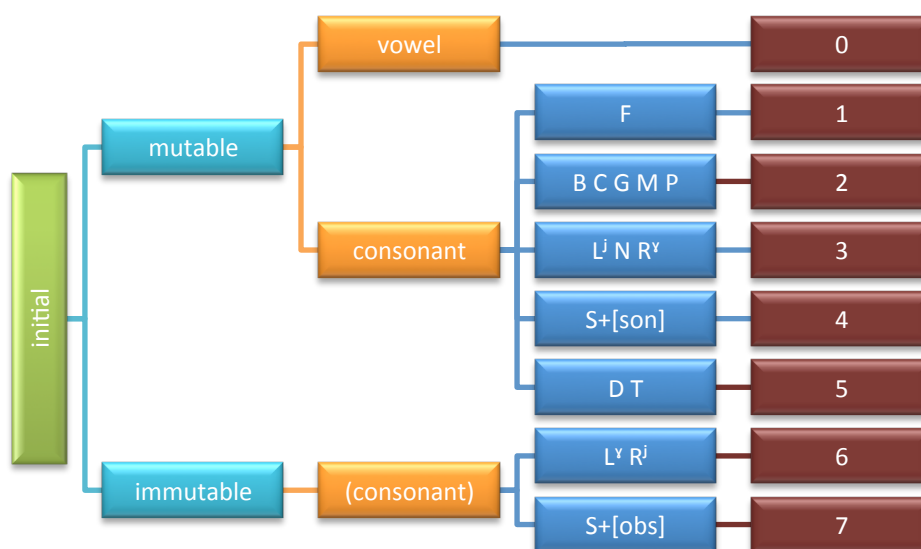 initial
mutable
immutable
vowel
consonant
(consonant)
F
B C G M P
Lʲ N Rˠ
S+[son]
D T
Lˠ Rʲ
S+[obs]
0
1
2
3
4
5
6
7